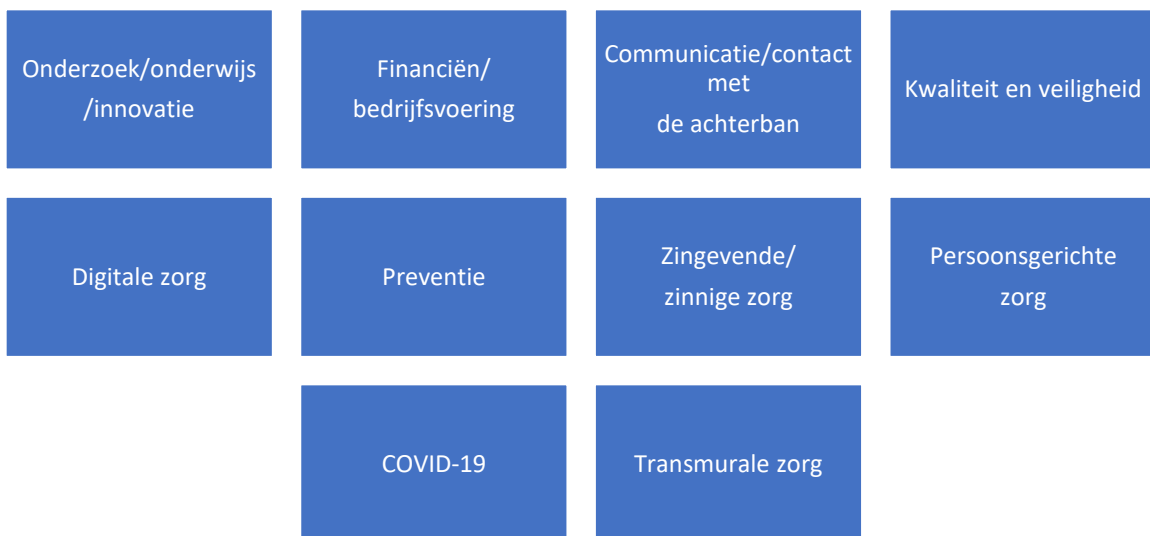 Onderzoek/onderwijs
/innovatie
Financiën/
bedrijfsvoering
Communicatie/contact
met
de achterban
Kwaliteit en veiligheid
Digitale zorg
Preventie
Zingevende/
zinnige zorg
Persoonsgerichte
zorg
COVID-19
Transmurale zorg